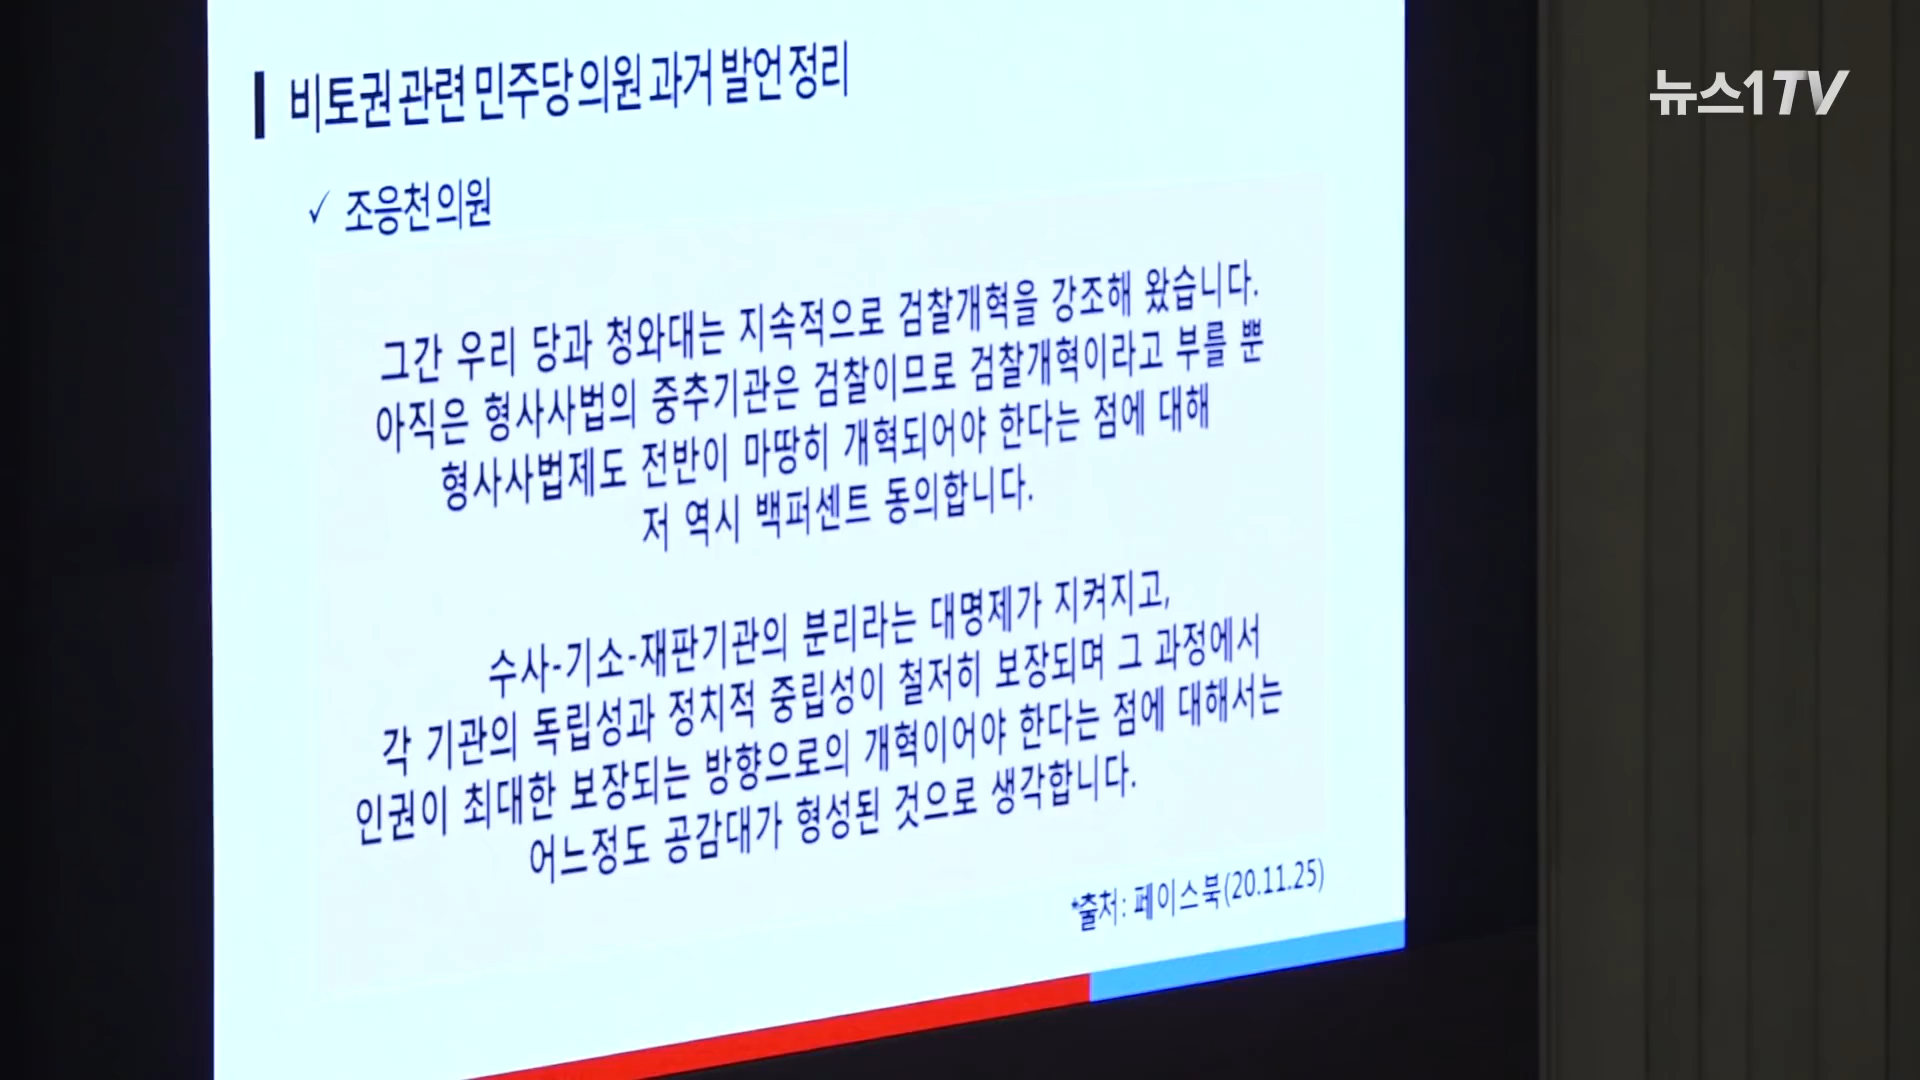 비토권 관련 민주당 의원 과거 발언 정리
뉴스1TV
✓ 조응천 의원
그간 우리 당과 청와대는 지속적으로 검찰개혁을 강조해 왔습니다.
아직은 형사사법의 중추기관은 검찰이므로 검찰개혁이라고 부를 뿐
형사사법제도 전반이 마땅히 개혁되어야 한다는 점에 대해
저 역시 백퍼센트 동의합니다.
수사-기소-재판기관의 분리라는 대명제가 지켜지고,
각 기관의 독립성과 정치적 중립성이 철저히 보장되며 그 과정에서
인권이 최대한 보장되는 방향으로의 개혁이어야 한다는 점에 대해서는
어느정도 공감대가 형성된 것으로 생각합니다.
*출처: 페이스북(20.11.25)